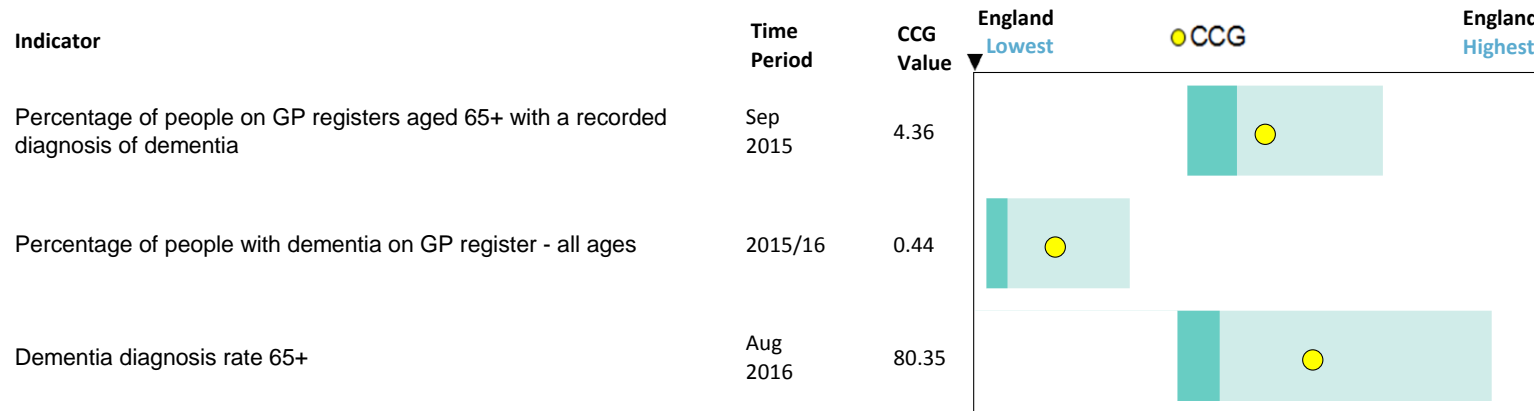 Indicator
Time
Period
CCG
Value
England
Lowest
CCG
England
Highest
Percentage of people on GP registers aged 65+ with a recorded
diagnosis of dementia
Sep
2015
4.36
Percentage of people with dementia on GP register - all ages
2015/16
0.44
Dementia diagnosis rate 65+
Aug
2016
80.35